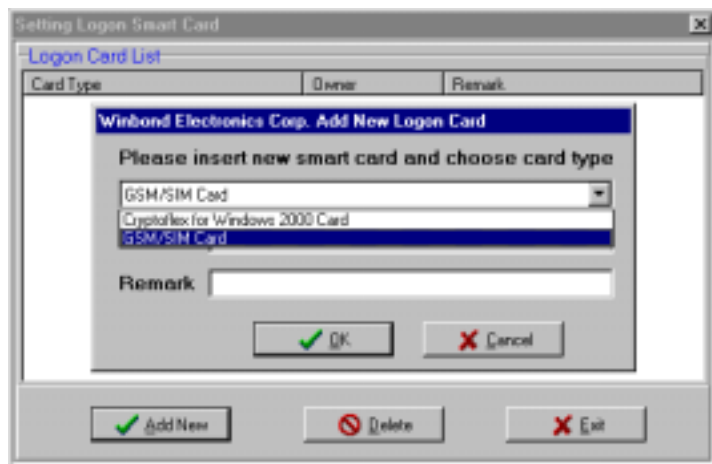 Setting Logon Smart Card
Logon Card List
Card Type Owner Remark
Winbond Electronics Corp. Add New Logon Card
Please insert new smart card and choose card type
GSM/SIM Card
Cryptoflex for Windows 2000 Card
GSM/SIM Card
Remark
OK Cancel
Add New Delete Exit